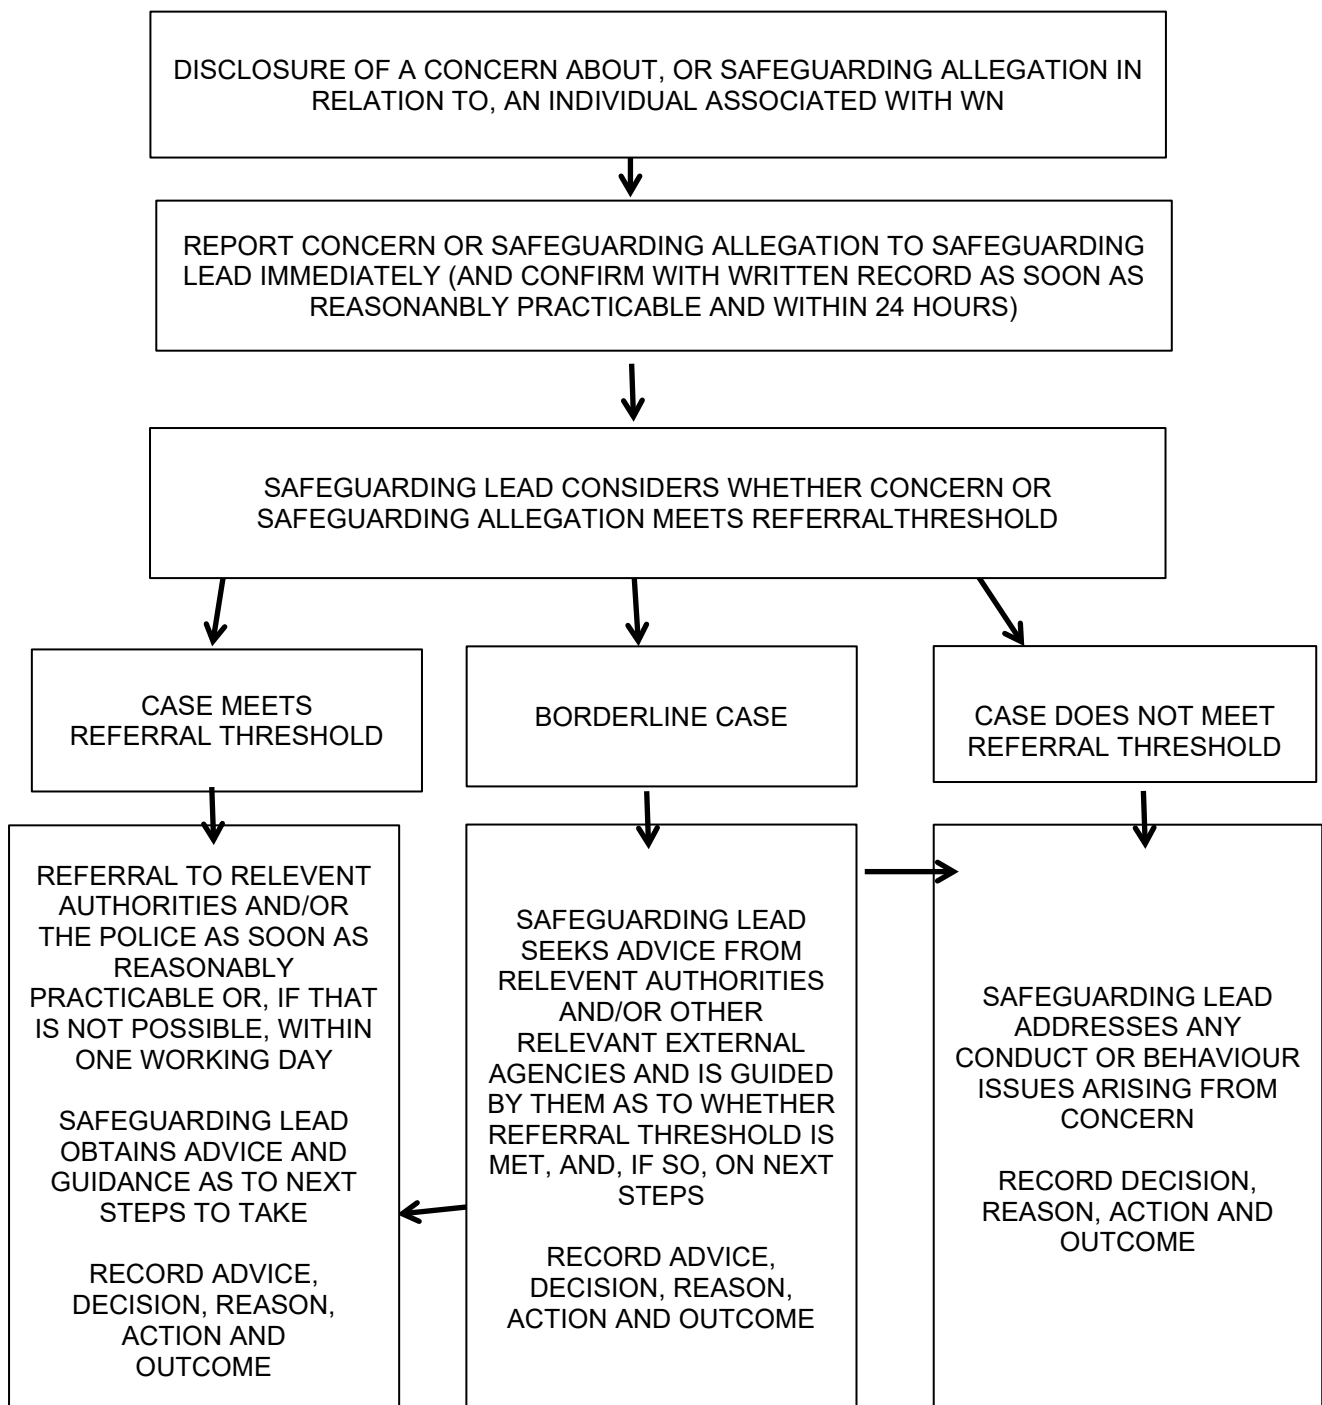 DISCLOSURE OF A CONCERN ABOUT, OR SAFEGUARDING ALLEGATION IN
RELATION TO, AN INDIVIDUAL ASSOCIATED WITH WN
REPORT CONCERN OR SAFEGUARDING ALLEGATION TO SAFEGUARDING
LEAD IMMEDIATELY (AND CONFIRM WITH WRITTEN RECORD AS SOON AS
REASONANBLY PRACTICABLE AND WITHIN 24 HOURS)
SAFEGUARDING LEAD CONSIDERS WHETHER CONCERN OR
SAFEGUARDING ALLEGATION MEETS REFERRALTHRESHOLD
CASE MEETS
REFERRAL THRESHOLD
BORDERLINE CASE
CASE DOES NOT MEET
REFERRAL THRESHOLD
REFERRAL TO RELEVENT
AUTHORITIES AND/OR
THE POLICE AS SOON AS
REASONABLY
PRACTICABLE OR, IF THAT
IS NOT POSSIBLE, WITHIN
ONE WORKING DAY
SAFEGUARDING LEAD
OBTAINS ADVICE AND
GUIDANCE AS TO NEXT
STEPS TO TAKE
RECORD ADVICE,
DECISION, REASON,
ACTION AND
OUTCOME
SAFEGUARDING LEAD
SEEKS ADVICE FROM
RELEVENT AUTHORITIES
AND/OR OTHER
RELEVANT EXTERNAL
AGENCIES AND IS GUIDED
BY THEM AS TO WHETHER
REFERRAL THRESHOLD IS
MET, AND, IF SO, ON NEXT
STEPS
RECORD ADVICE,
DECISION, REASON,
ACTION AND OUTCOME
SAFEGUARDING LEAD
ADDRESSES ANY
CONDUCT OR BEHAVIOUR
ISSUES ARISING FROM
CONCERN
RECORD DECISION,
REASON, ACTION AND
OUTCOME